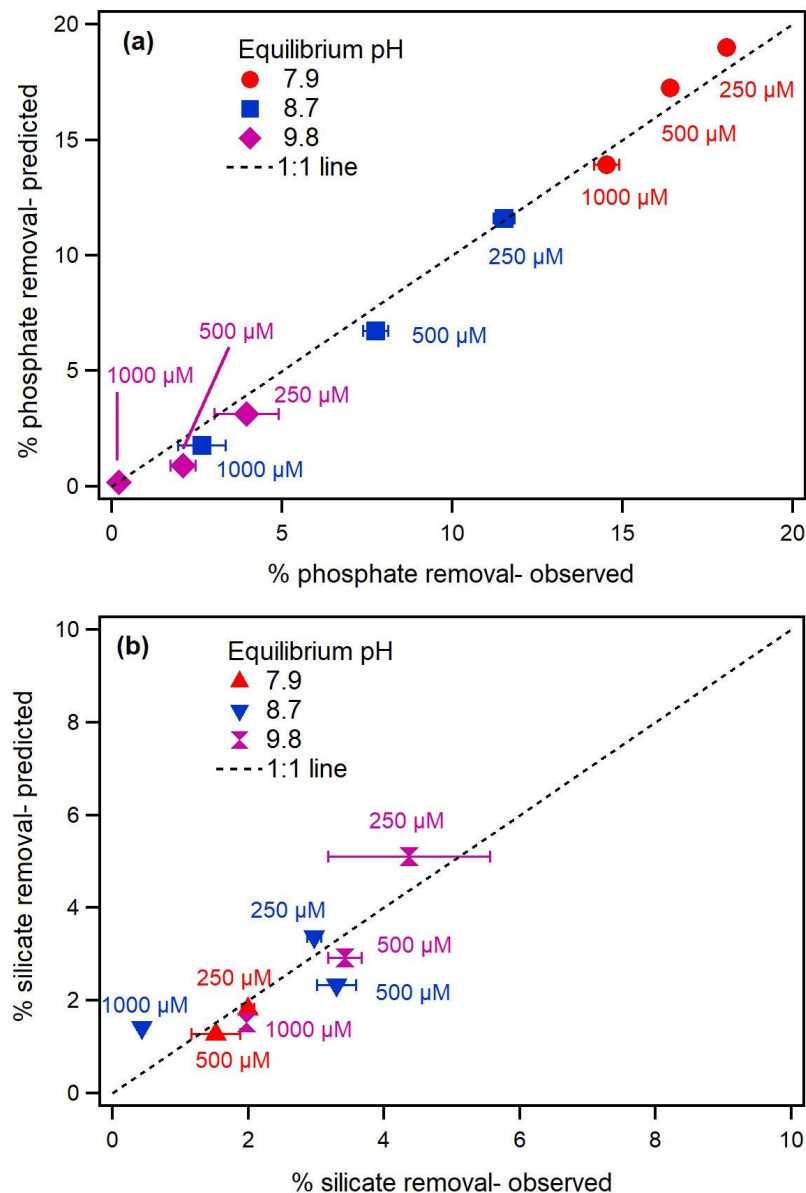 (a)
Equilibrium pH
7.9
8.7
9.8
1:1 line
250 µM
500 µM
1000 µM
250 µM
500 µM
500 µM
1000 µM
250 µM
1000 µM
20
15
10
5
0
% phosphate removal- predicted
0 5 10 15 20
% phosphate removal- observed
(b)
Equilibrium pH
7.9
8.7
9.8
1:1 line
250 µM
250 µM
500 µM
250 µM
500 µM
1000 µM
1000 µM
500 µM
10
8
6
4
2
0
% silicate removal- predicted
0 2 4 6 8 10
% silicate removal- observed